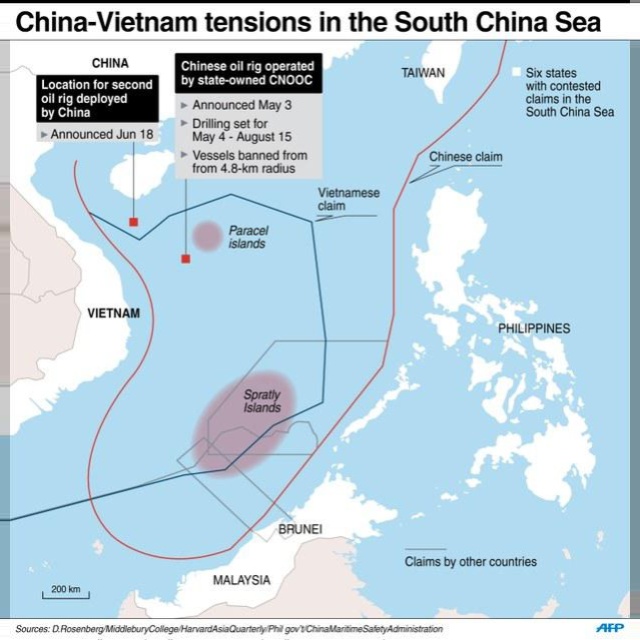 China-Vietnam tensions in the South China Sea
CHINA
Location for second
oil rig deployed
by China
▶ Announced Jun 18
Chinese oil rig operated
by state-owned CNOOC
▶ Announced May 3
▶ Drilling set for
May 4 - August 15
▶ Vessels banned from
from 4.8-km radius
TAIWAN
Six states
with contested
claims in the
South China Sea
Chinese claim
Vietnamese
claim
Paracel
islands
VIETNAM
PHILIPPINES
Spratly
Islands
BRUNEI
Claims by other countries
MALAYSIA
200 km
Sources: D.Rosenberg/MiddleburyCollege/HarvardAsiaQuarterly/Phil gov't/ChinaMaritimeSafetyAdministration
AFP